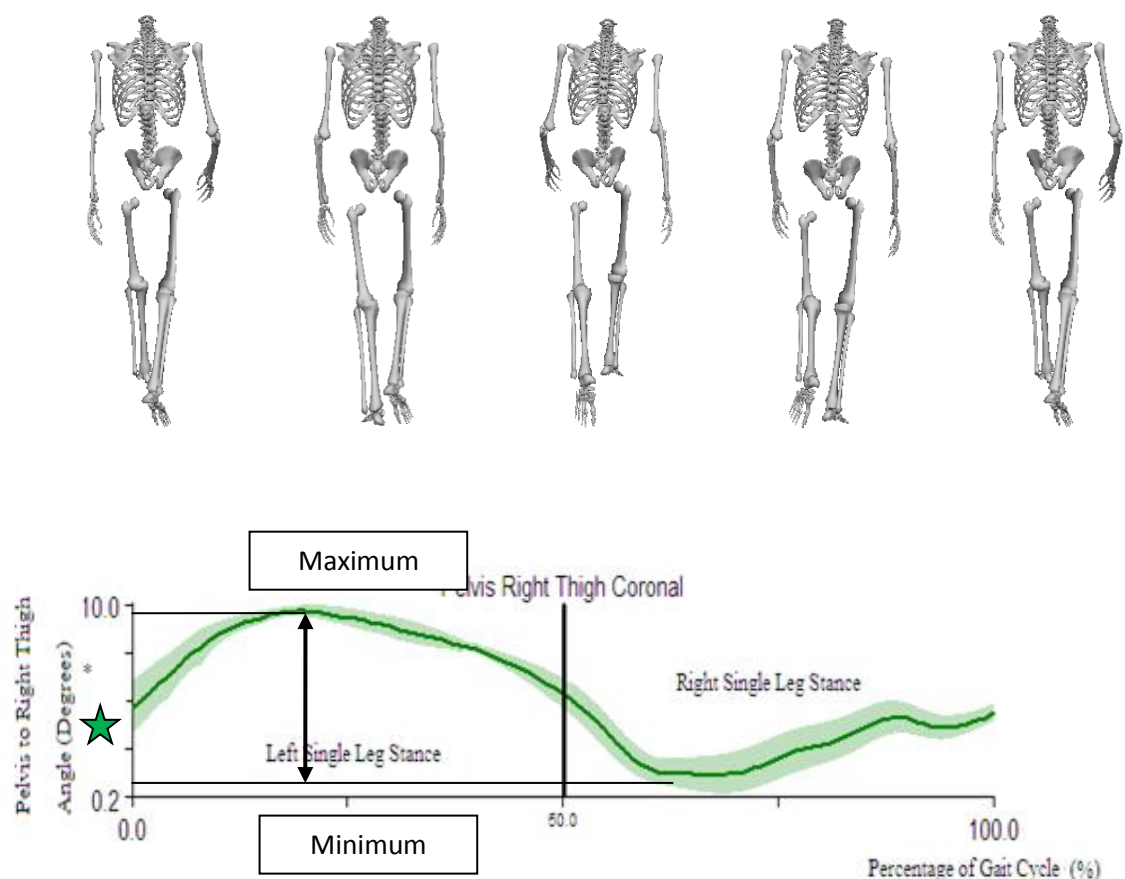 Maximum
Pelvis Right Thigh Coronal
10.0
Pelvis to Right Thigh
Angle (Degrees)
*
Right Single Leg Stance
Left Single Leg Stance
0.2
0.0
50.0
100.0
Minimum
Percentage of Gait Cycle (%)